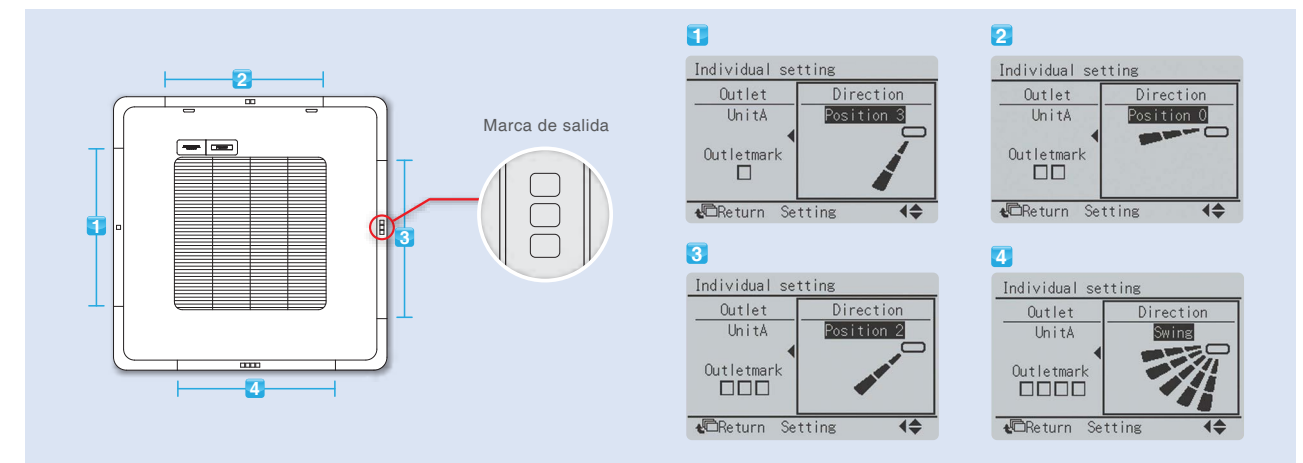 2
1
3
4
Marca de salida
1
Individual setting
Outlet
Direction
UnitA
Position 3
Outletmark
Return Setting
2
Individual setting
Outlet
Direction
UnitA
Position 0
Outletmark
Return Setting
3
Individual setting
Outlet
Direction
UnitA
Position 2
Outletmark
Return Setting
4
Individual setting
Outlet
Direction
UnitA
Swing
Outletmark
Return Setting